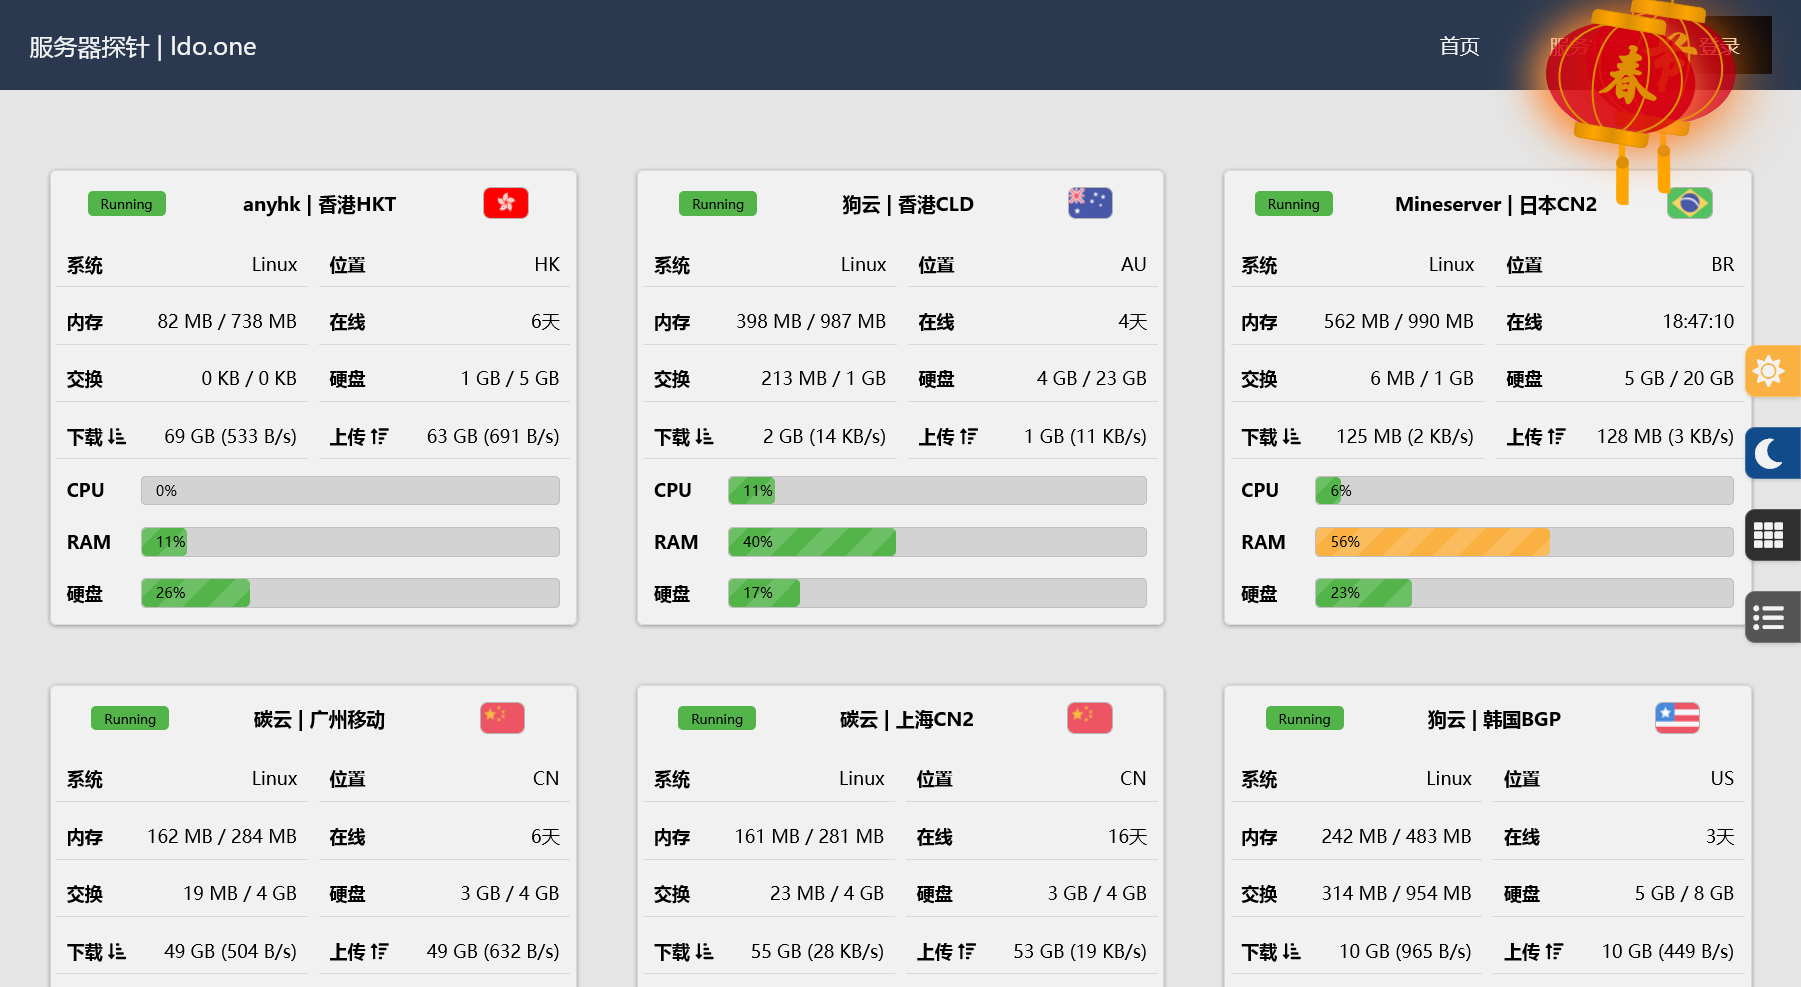 服务器探针 | ldo.one
首页
服务
登录
春
Running
anyhk | 香港HKT
系统 Linux 位置 HK
内存 82 MB / 738 MB 在线 6天
交换 0 KB / 0 KB 硬盘 1 GB / 5 GB
下载 69 GB (533 B/s) 上传 63 GB (691 B/s)
CPU 0%
RAM 11%
硬盘 26%
Running
狗云 | 香港CLD
系统 Linux 位置 AU
内存 398 MB / 987 MB 在线 4天
交换 213 MB / 1 GB 硬盘 4 GB / 23 GB
下载 2 GB (14 KB/s) 上传 1 GB (11 KB/s)
CPU 11%
RAM 40%
硬盘 17%
Running
Mineserver | 日本CN2
系统 Linux 位置 BR
内存 562 MB / 990 MB 在线 18:47:10
交换 6 MB / 1 GB 硬盘 5 GB / 20 GB
下载 125 MB (2 KB/s) 上传 128 MB (3 KB/s)
CPU 6%
RAM 56%
硬盘 23%
Running
碳云 | 广州移动
系统 Linux 位置 CN
内存 162 MB / 284 MB 在线 6天
交换 19 MB / 4 GB 硬盘 3 GB / 4 GB
下载 49 GB (504 B/s) 上传 49 GB (632 B/s)
Running
碳云 | 上海CN2
系统 Linux 位置 CN
内存 161 MB / 281 MB 在线 16天
交换 23 MB / 4 GB 硬盘 3 GB / 4 GB
下载 55 GB (28 KB/s) 上传 53 GB (19 KB/s)
Running
狗云 | 韩国BGP
系统 Linux 位置 US
内存 242 MB / 483 MB 在线 3天
交换 314 MB / 954 MB 硬盘 5 GB / 8 GB
下载 10 GB (965 B/s) 上传 10 GB (449 B/s)